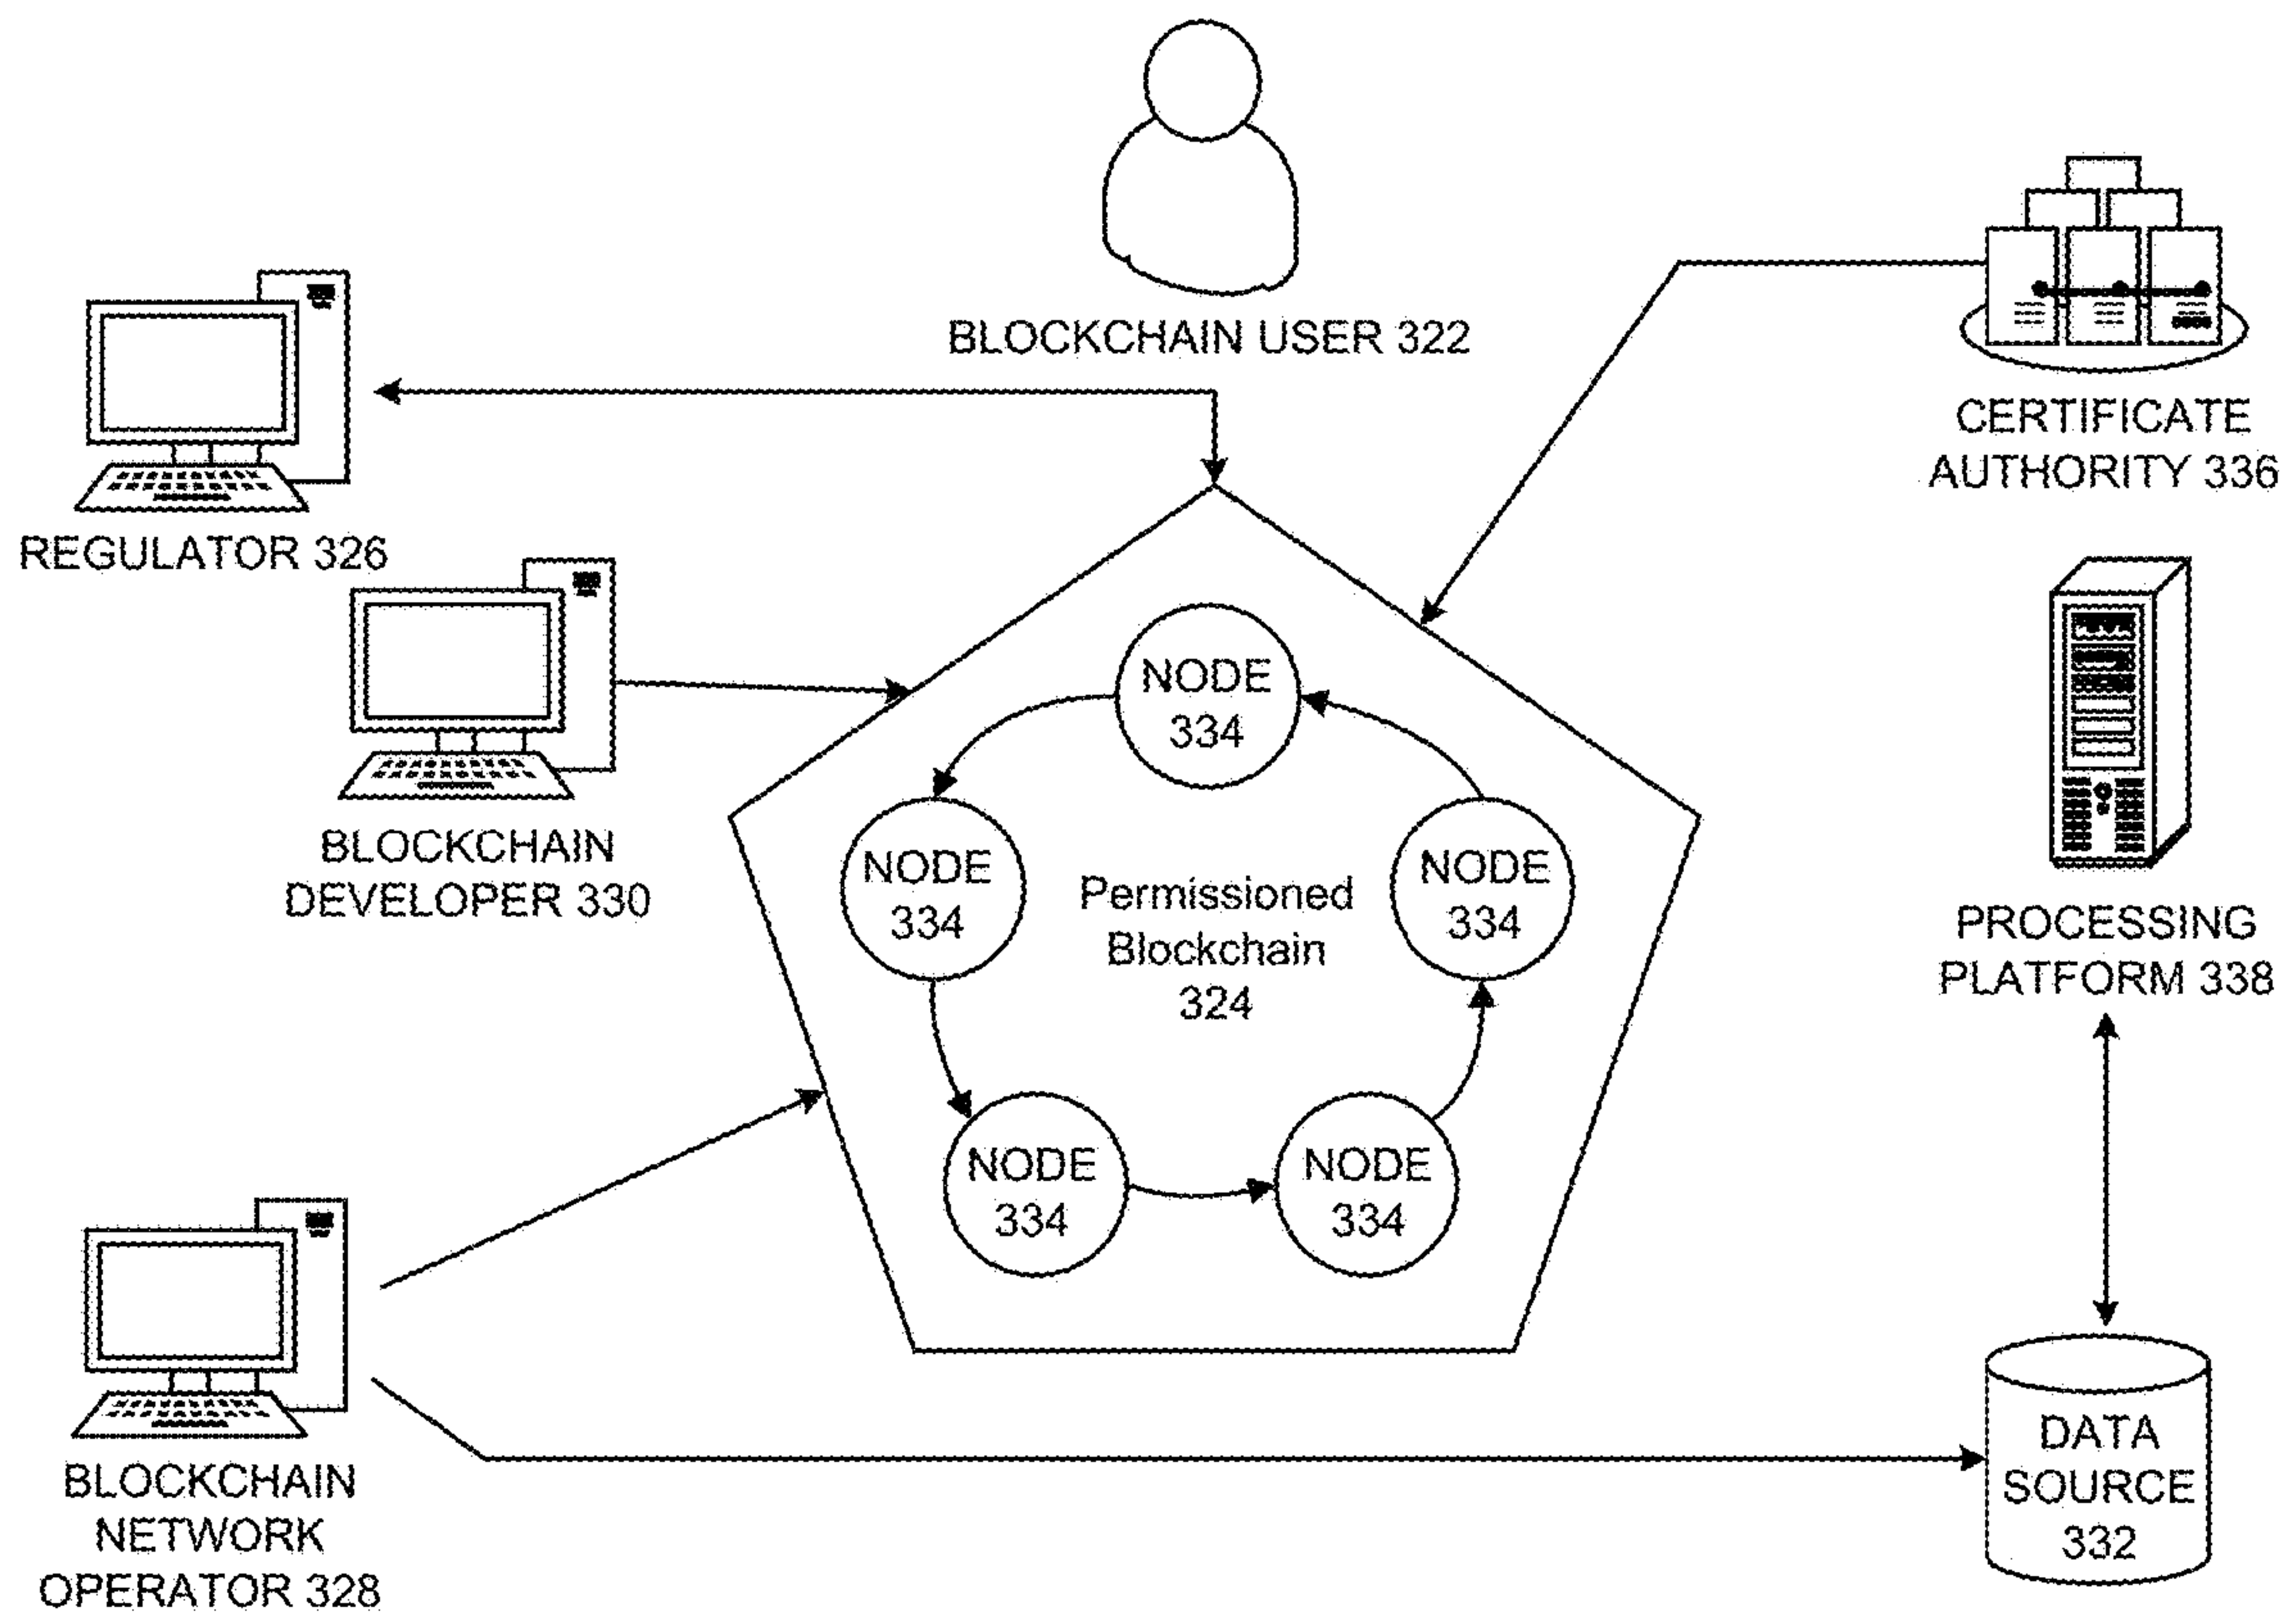 BLOCKCHAIN USER 322
CERTIFICATE
AUTHORITY 336
REGULATOR 326
BLOCKCHAIN
DEVELOPER 330
NODE
334
NODE
334
Permissioned
Blockchain
324
NODE
334
NODE
334
NODE
334
PROCESSING
PLATFORM 338
BLOCKCHAIN
NETWORK
OPERATOR 328
DATA
SOURCE
332